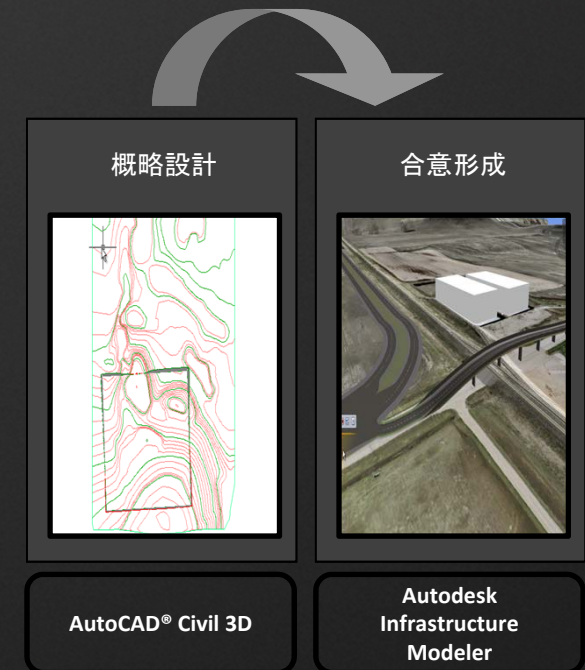 概略設計
合意形成
AutoCAD® Civil 3D
Autodesk
Infrastructure
Modeler